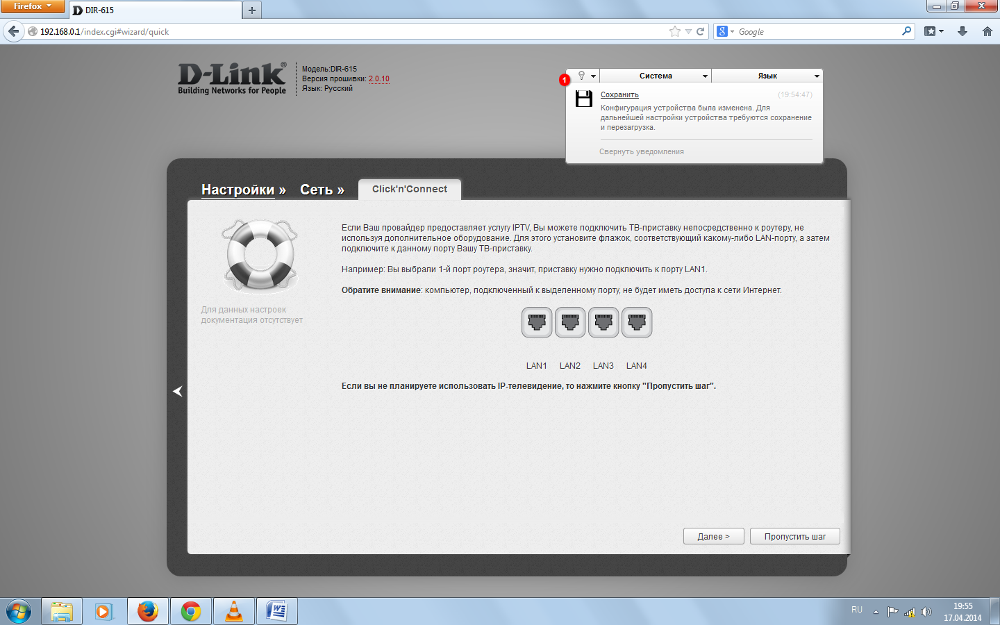 Firefox
DIR-615
192.168.0.1/index.cgi#wizard/quick
Google
D-Link
Building Networks for People
Модель:DIR-615
Версия прошивки: 2.0.10
Язык: Русский
1
Система
Язык
Сохранить
(19:54:47)
Конфигурация устройства была изменена. Для
дальнейшей настройки устройства требуются сохранение
и перезагрузка.
Свернуть уведомления
Настройки »
Сеть »
Click'n'Connect
Для данных настроек
документация отсутствует
Если Ваш провайдер предоставляет услугу IPTV, Вы можете подключить ТВ-приставку непосредственно к роутеру, не
используя дополнительное оборудование. Для этого установите флажок, соответствующий какому-либо LAN-порту, а затем
подключите к данному порту Вашу ТВ-приставку.
Например: Вы выбрали 1-й порт роутера, значит, приставку нужно подключить к порту LAN1.
Обратите внимание: компьютер, подключенный к выделенному порту, не будет иметь доступа к сети Интернет.
LAN1 LAN2 LAN3 LAN4
Если вы не планируете использовать IP-телевидение, то нажмите кнопку "Пропустить шаг".
Далее >
Пропустить шаг
RU
19:55
17.04.2014